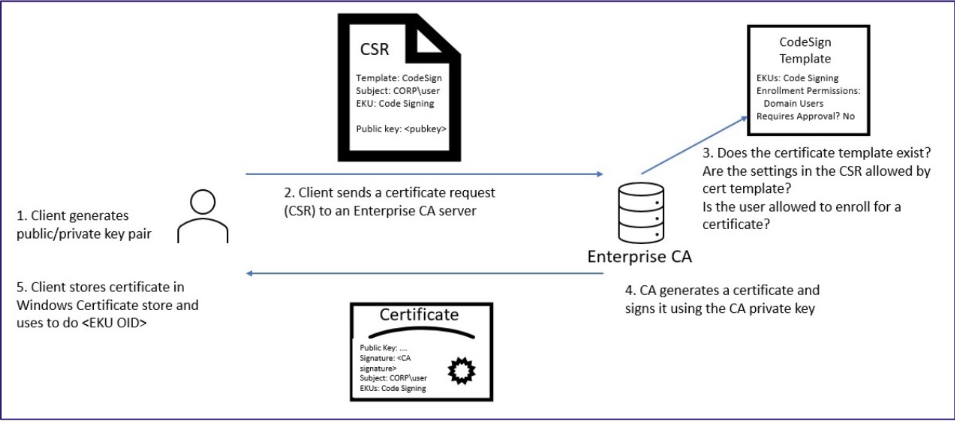 CSR
Template: CodeSign
Subject: CORP\user
EKU: Code Signing
Public key: <pubkey>
CodeSign
Template
EKUs: Code Signing
Enrollment Permissions:
Domain Users
Requires Approval? No
1. Client generates
public/private key pair
2. Client sends a certificate request
(CSR) to an Enterprise CA server
3. Does the certificate template exist?
Are the settings in the CSR allowed by
cert template?
Is the user allowed to enroll for a
certificate?
Enterprise CA
4. CA generates a certificate and
signs it using the CA private key
5. Client stores certificate in
Windows Certificate store and
uses to do <EKU OID>
Certificate
Public Key: ....
Signature: <CA
signature>
Subject: CORP\user
EKUs: Code Signing